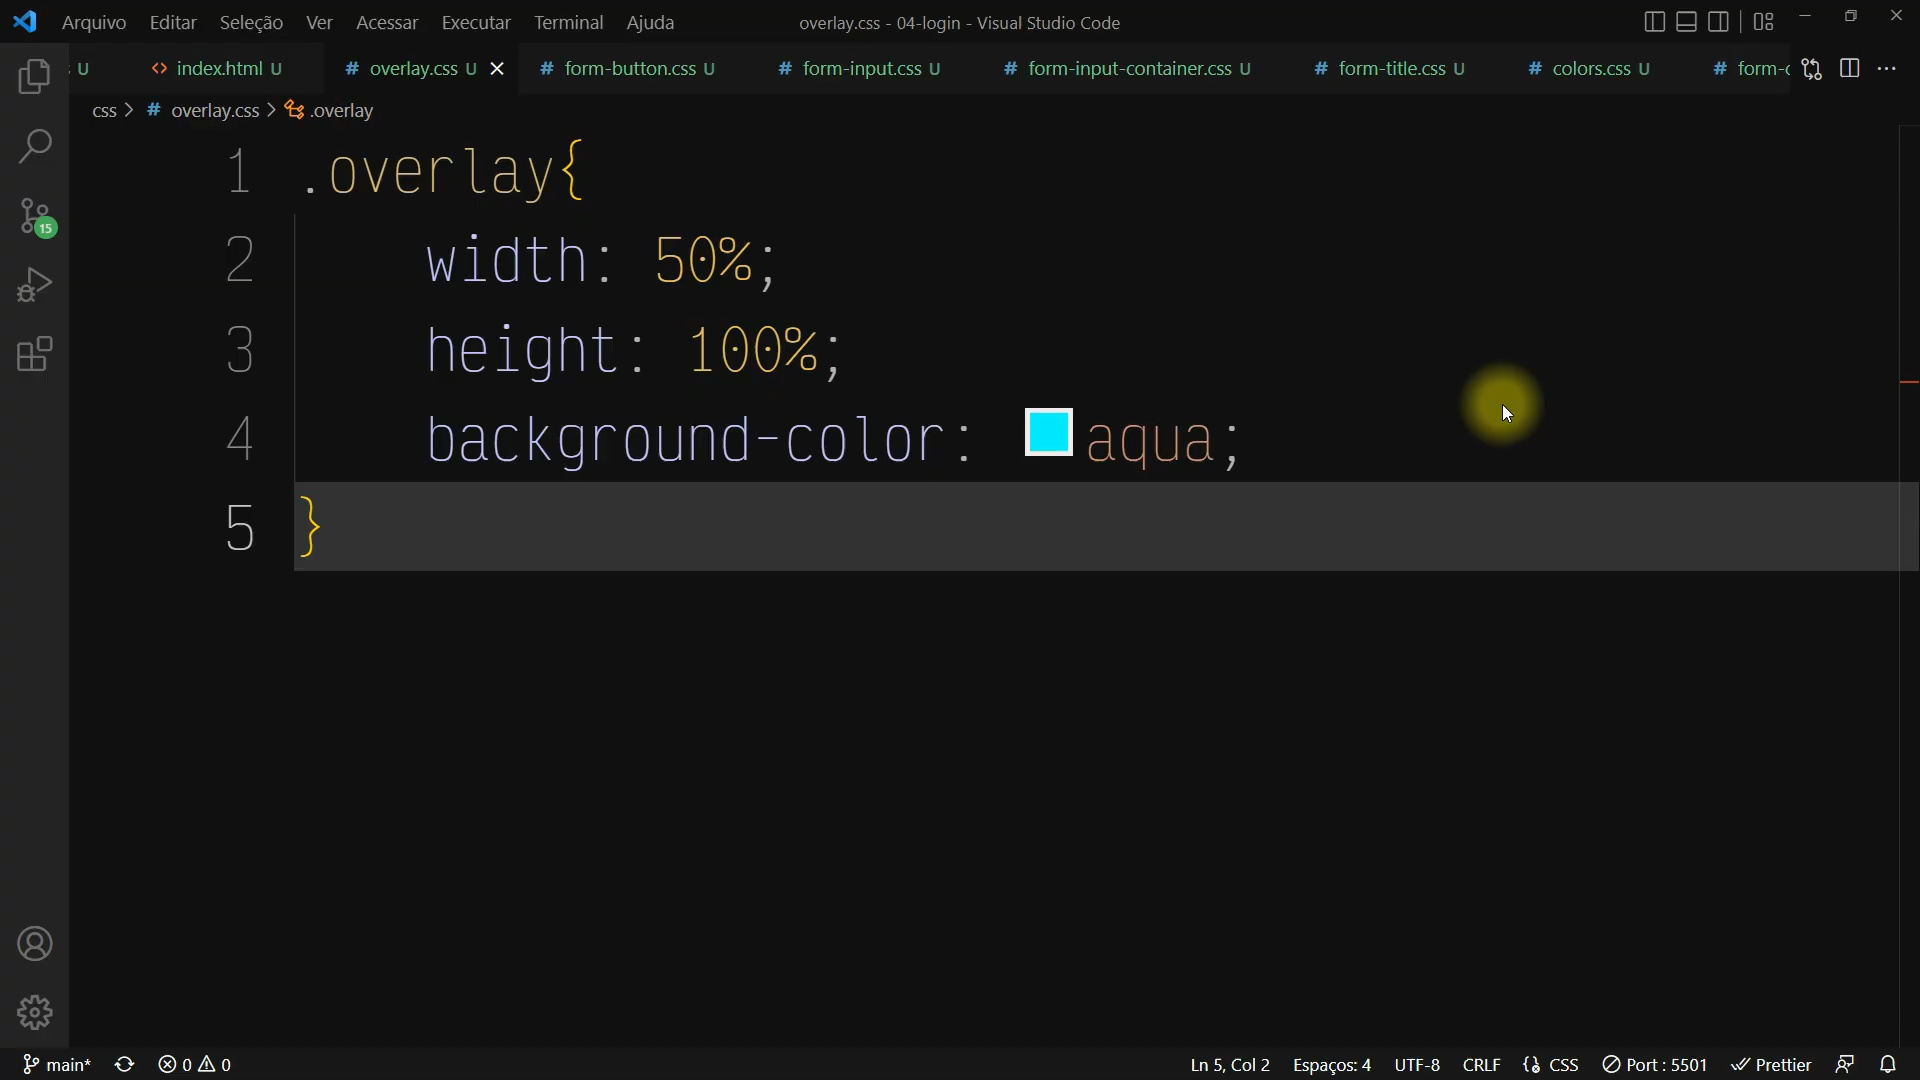 Arquivo Editar Seleção Ver Acessar Executar Terminal Ajuda overlay.css - 04-login - Visual Studio Code
U <> index.html U # overlay.css U # form-button.css U # form-input.css U # form-input-container.css U # form-title.css U # colors.css U # form-
css > # overlay.css > .overlay
1 .overlay{
2 width: 50%;
3 height: 100%;
4 background-color: aqua;
5 }
15
main* 0 0 Ln 5, Col 2 Espaços: 4 UTF-8 CRLF CSS Port : 5501 Prettier